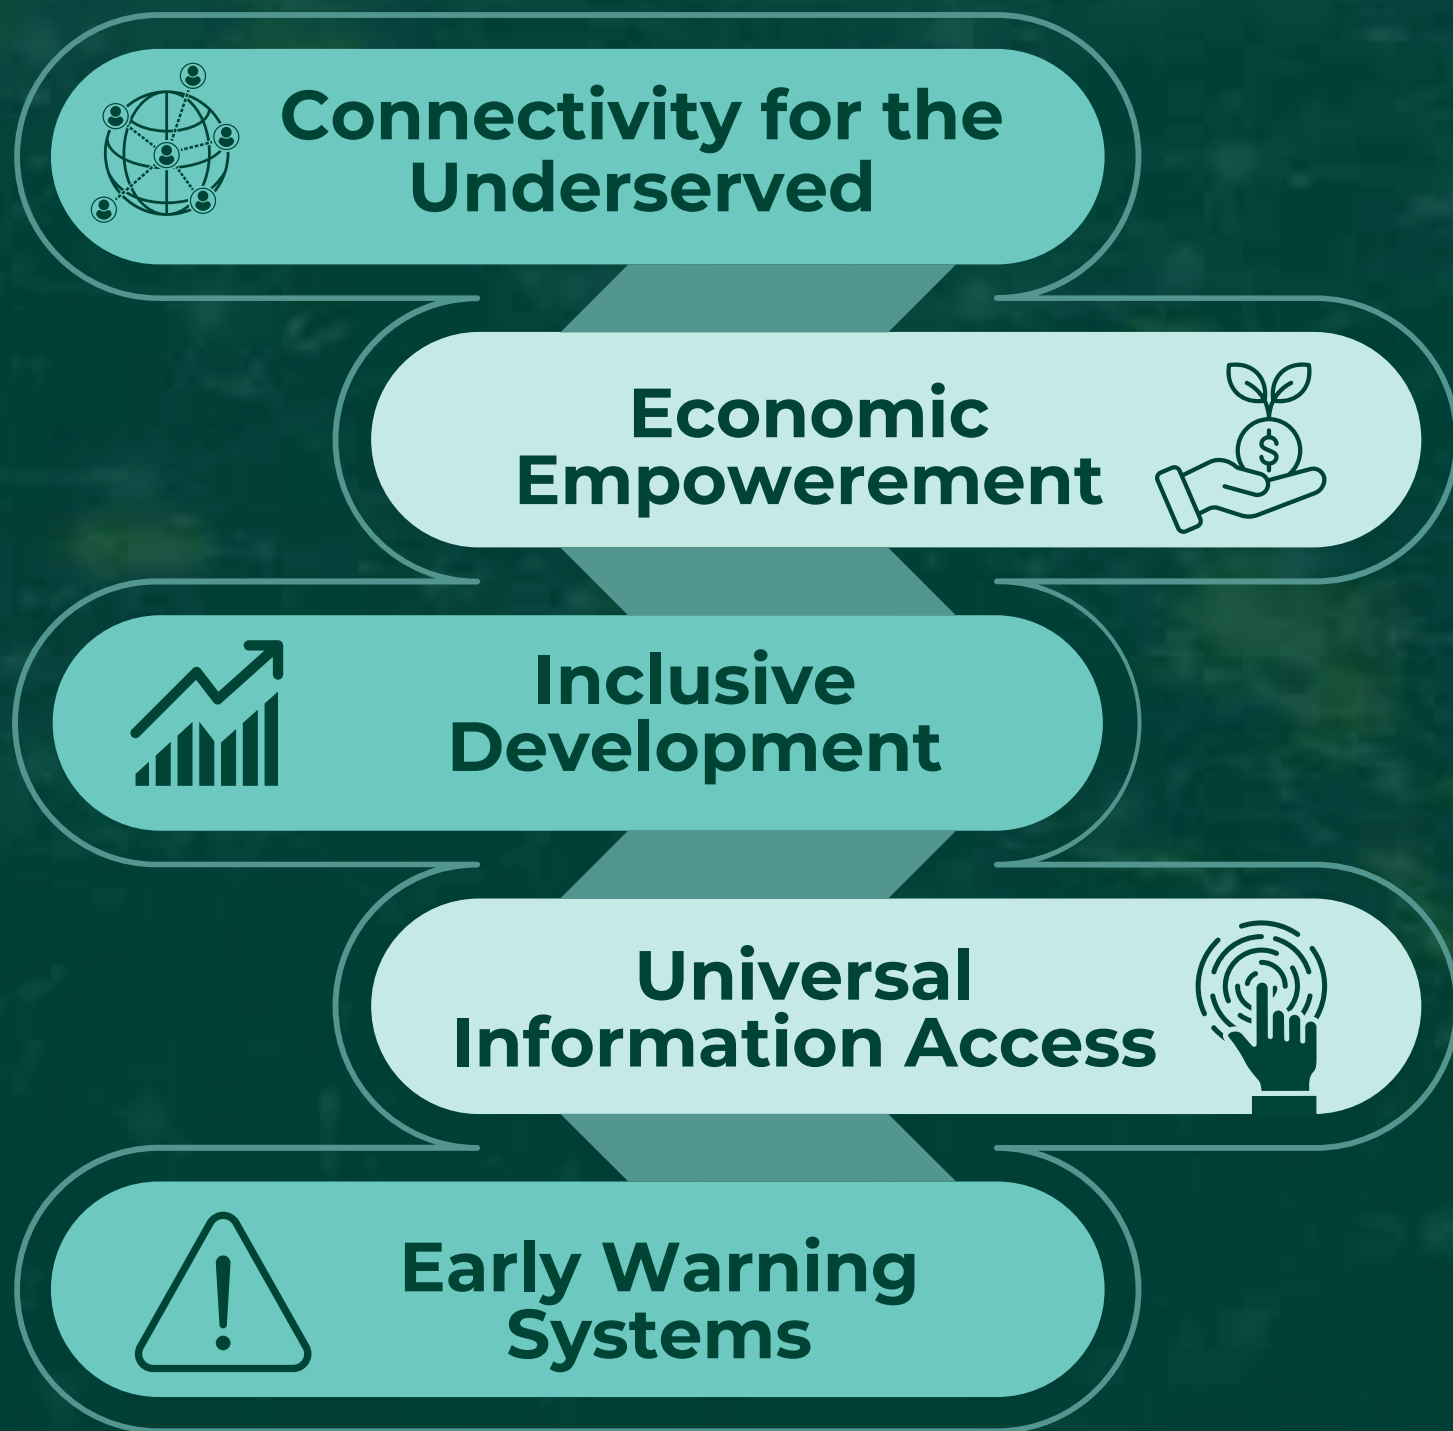 Connectivity for the
Underserved
Economic
Empowerement
Inclusive
Development
Universal
Information Access
Early Warning
Systems